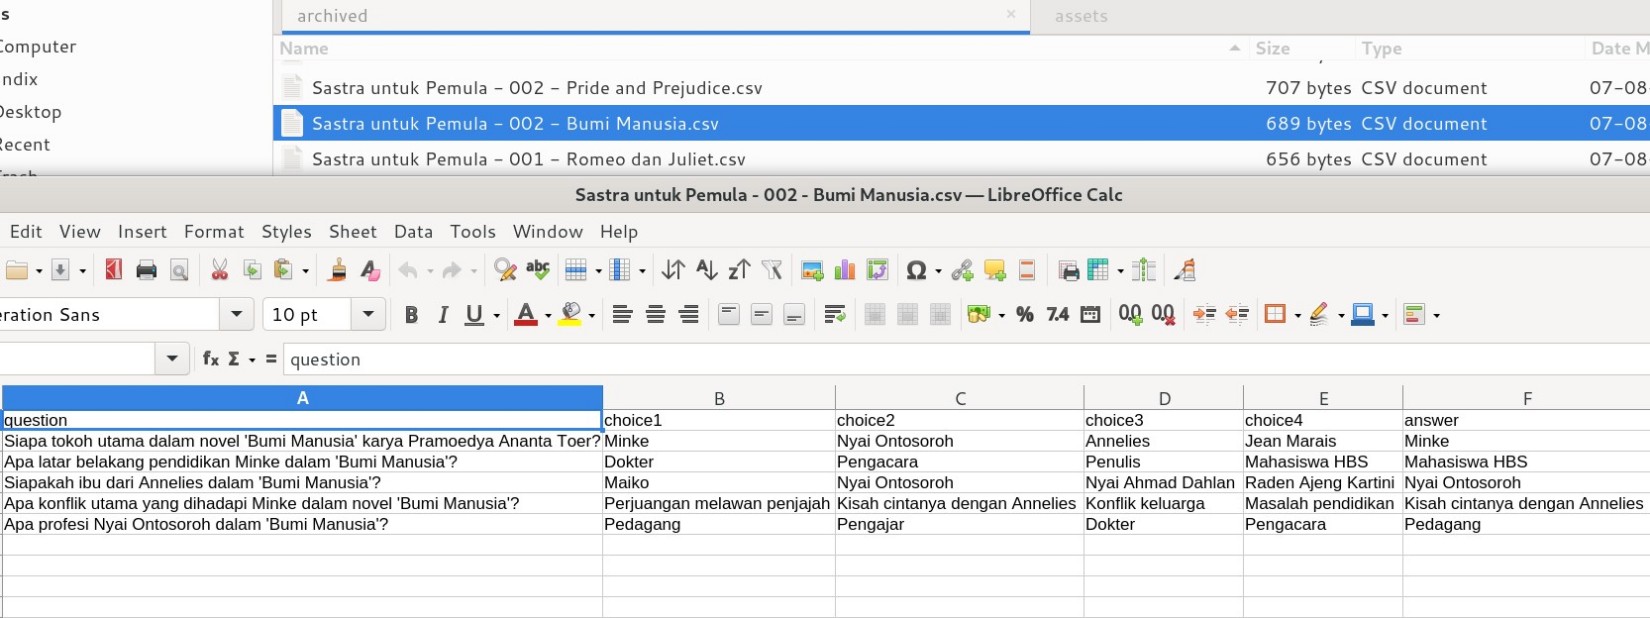 s
archived × assets
Computer
Name Size Type Date M
ndix
Sastra untuk Pemula - 002 - Pride and Prejudice.csv 707 bytes CSV document 07-08
Desktop
Sastra untuk Pemula - 002 - Bumi Manusia.csv 689 bytes CSV document 07-08
Recent
Sastra untuk Pemula - 001 - Romeo dan Juliet.csv 656 bytes CSV document 07-08
Sastra untuk Pemula - 002 - Bumi Manusia.csv — LibreOffice Calc
Edit View Insert Format Styles Sheet Data Tools Window Help
eration Sans 10 pt B I U A % 7.4 00 00
fx Σ = question
A B C D E F
question choice1 choice2 choice3 choice4 answer
Siapa tokoh utama dalam novel 'Bumi Manusia' karya Pramoedya Ananta Toer? Minke Nyai Ontosoroh Annelies Jean Marais Minke
Apa latar belakang pendidikan Minke dalam 'Bumi Manusia'? Dokter Pengacara Penulis Mahasiswa HBS Mahasiswa HBS
Siapakah ibu dari Annelies dalam 'Bumi Manusia'? Maiko Nyai Ontosoroh Nyai Ahmad Dahlan Raden Ajeng Kartini Nyai Ontosoroh
Apa konflik utama yang dihadapi Minke dalam novel 'Bumi Manusia'? Perjuangan melawan penjajah Kisah cintanya dengan Annelies Konflik keluarga Masalah pendidikan Kisah cintanya dengan Annelies
Apa profesi Nyai Ontosoroh dalam 'Bumi Manusia'? Pedagang Pengajar Dokter Pengacara Pedagang